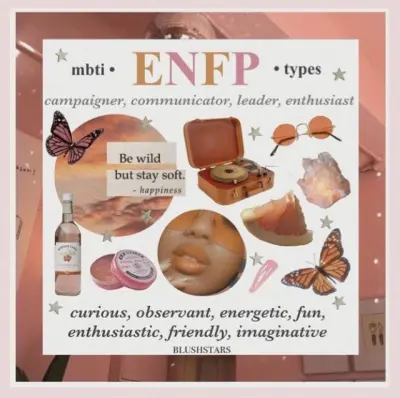 mbti • ENFP • types
campaigner, communicator, leader, enthusiast
Be wild
but stay soft.
- happiness
curious, observant, energetic, fun,
enthusiastic, friendly, imaginative
BLUSHSTARS